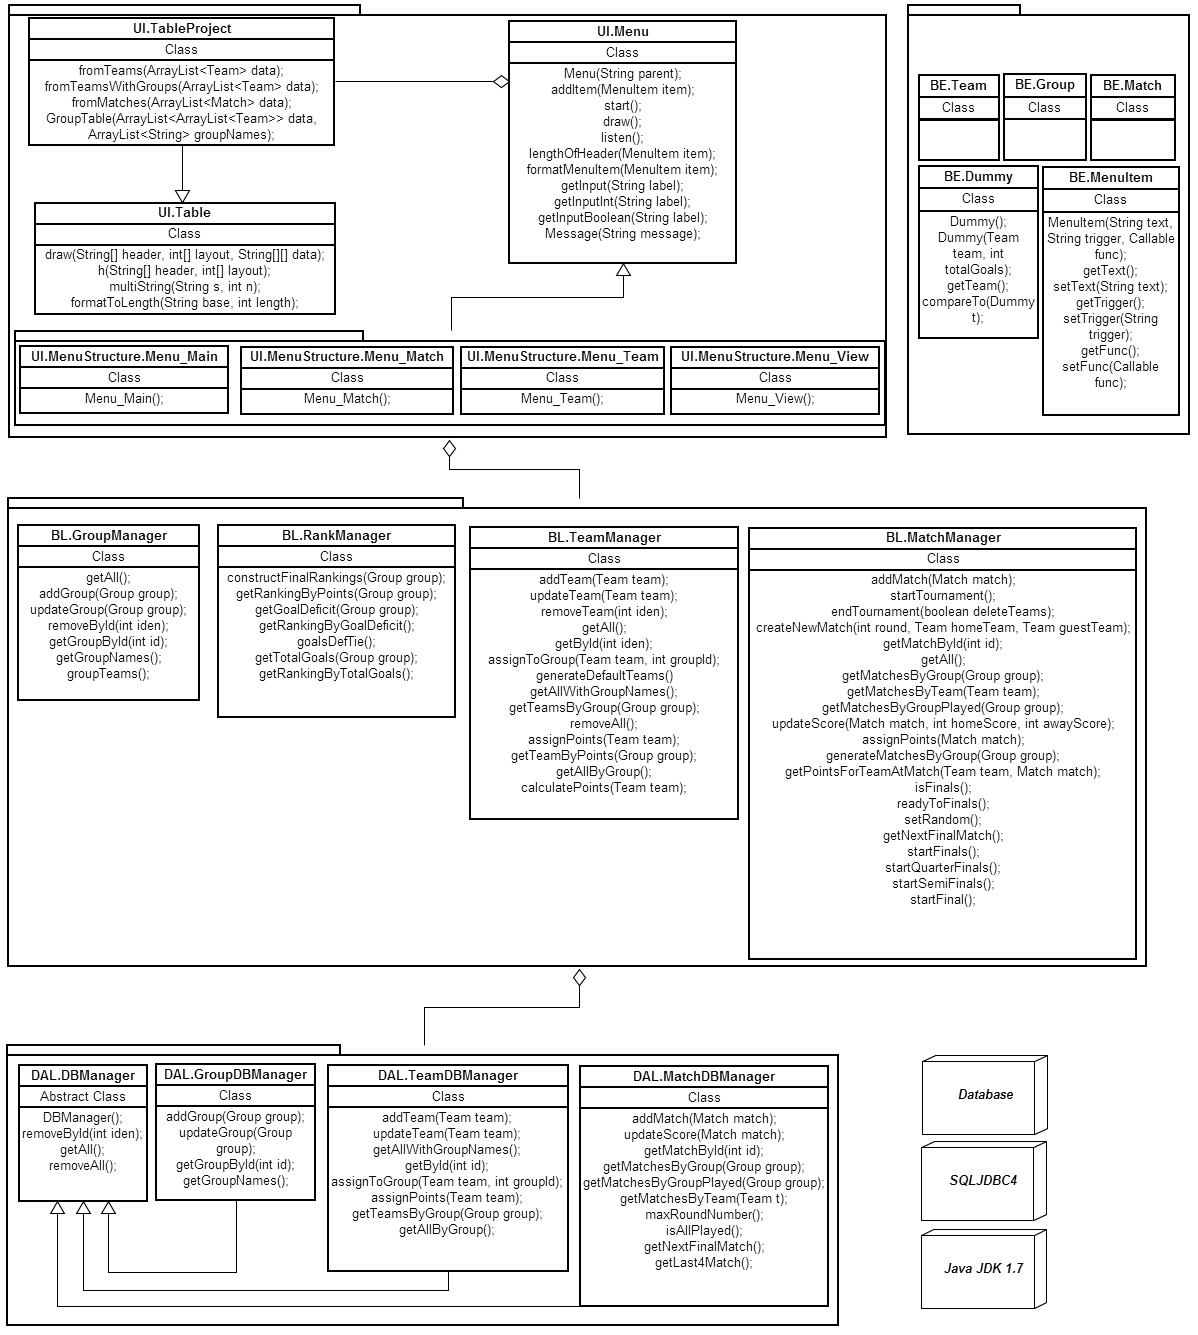 UI.TableProject
Class
fromTeams(ArrayList<Team> data);
fromTeamsWithGroups(ArrayList<Team> data);
fromMatches(ArrayList<Match> data);
GroupTable(ArrayList<ArrayList<Team>> data,
ArrayList<String> groupNames);
UI.Menu
Class
Menu(String parent);
addItem(MenuItem item);
start();
draw();
listen();
lengthOfHeader(MenuItem item);
formatMenuItem(MenuItem item);
getInput(String label);
getInputInt(String label);
getInputBoolean(String label);
Message(String message);
UI.Table
Class
draw(String[] header, int[] layout, String[][] data);
h(String[] header, int[] layout);
multiString(String s, int n);
formatToLength(String base, int length);
UI.MenuStructure.Menu_Main
Class
Menu_Main();
UI.MenuStructure.Menu_Match
Class
Menu_Match();
UI.MenuStructure.Menu_Team
Class
Menu_Team();
UI.MenuStructure.Menu_View
Class
Menu_View();
BE.Team
Class
BE.Group
Class
BE.Match
Class
BE.Dummy
Class
Dummy();
Dummy(Team
team, int
totalGoals);
getTeam();
compareTo(Dummy
t);
BE.MenuItem
Class
MenuItem(String text,
String trigger, Callable
func);
getText();
setText(String text);
getTrigger();
setTrigger(String
trigger);
getFunc();
setFunc(Callable
func);
BL.GroupManager
Class
getAll();
addGroup(Group group);
updateGroup(Group group);
removeById(int iden);
getGroupById(int id);
getGroupNames();
groupTeams();
BL.RankManager
Class
constructFinalRankings(Group group);
getRankingByPoints(Group group);
getGoalDeficit(Group group);
getRankingByGoalDeficit();
goalsDefTie();
getTotalGoals(Group group);
getRankingByTotalGoals();
BL.TeamManager
Class
addTeam(Team team);
updateTeam(Team team);
removeTeam(int iden);
getAll();
getById(int iden);
assignToGroup(Team team, int groupId);
generateDefaultTeams()
getAllWithGroupNames();
getTeamsByGroup(Group group);
removeAll();
assignPoints(Team team);
getTeamByPoints(Group group);
getAllByGroup();
calculatePoints(Team team);
BL.MatchManager
Class
addMatch(Match match);
startTournament();
endTournament(boolean deleteTeams);
createNewMatch(int round, Team homeTeam, Team guestTeam);
getMatchById(int id);
getAll();
getMatchesByGroup(Group group);
getMatchesByTeam(Team team);
getMatchesByGroupPlayed(Group group);
updateScore(Match match, int homeScore, int awayScore);
assignPoints(Match match);
generateMatchesByGroup(Group group);
getPointsForTeamAtMatch(Team team, Match match);
isFinals();
readyToFinals();
setRandom();
getNextFinalMatch();
startFinals();
startQuarterFinals();
startSemiFinals();
startFinal();
DAL.DBManager
Abstract Class
DBManager();
removeById(int iden);
getAll();
removeAll();
DAL.GroupDBManager
Class
addGroup(Group group);
updateGroup(Group
group);
getGroupById(int id);
getGroupNames();
DAL.TeamDBManager
Class
addTeam(Team team);
updateTeam(Team team);
getAllWithGroupNames();
getById(int id);
assignToGroup(Team team, int groupId);
assignPoints(Team team);
getTeamsByGroup(Group group);
getAllByGroup();
DAL.MatchDBManager
Class
addMatch(Match match);
updateScore(Match match);
getMatchById(int id);
getMatchesByGroup(Group group);
getMatchesByGroupPlayed(Group group);
getMatchesByTeam(Team t);
maxRoundNumber();
isAllPlayed();
getNextFinalMatch();
getLast4Match();
Database
SQLJDBC4
Java JDK 1.7